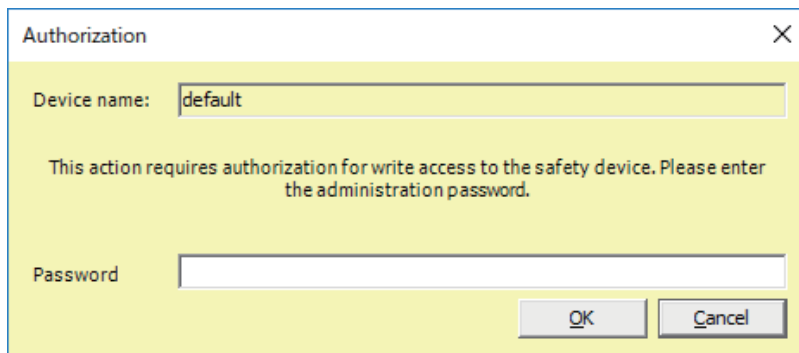 Authorization
Device name: default
This action requires authorization for write access to the safety device. Please enter
the administration password.
Password
OK Cancel